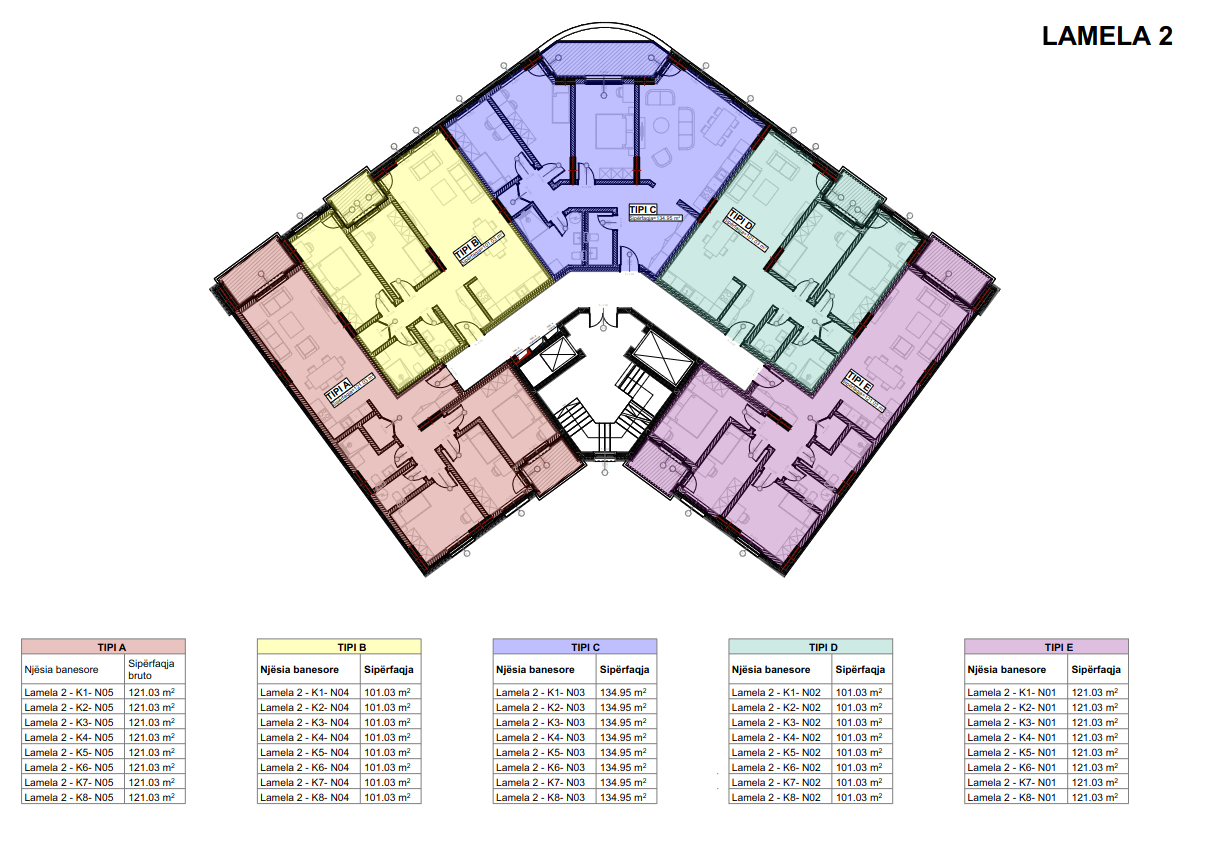 LAMELA 2
TIPI C
Sipërfaqja=134.95 m²
TIPI D
TIPI B
TIPI A
TIPI E
TIPI A
Njësia banesore Sipërfaqja bruto
Lamela 2 - K1- N05 121.03 m²
Lamela 2 - K2- N05 121.03 m²
Lamela 2 - K3- N05 121.03 m²
Lamela 2 - K4- N05 121.03 m²
Lamela 2 - K5- N05 121.03 m²
Lamela 2 - K6- N05 121.03 m²
Lamela 2 - K7- N05 121.03 m²
Lamela 2 - K8- N05 121.03 m²
TIPI B
Njësia banesore Sipërfaqja
Lamela 2 - K1- N04 101.03 m²
Lamela 2 - K2- N04 101.03 m²
Lamela 2 - K3- N04 101.03 m²
Lamela 2 - K4- N04 101.03 m²
Lamela 2 - K5- N04 101.03 m²
Lamela 2 - K6- N04 101.03 m²
Lamela 2 - K7- N04 101.03 m²
Lamela 2 - K8- N04 101.03 m²
TIPI C
Njësia banesore Sipërfaqja
Lamela 2 - K1- N03 134.95 m²
Lamela 2 - K2- N03 134.95 m²
Lamela 2 - K3- N03 134.95 m²
Lamela 2 - K4- N03 134.95 m²
Lamela 2 - K5- N03 134.95 m²
Lamela 2 - K6- N03 134.95 m²
Lamela 2 - K7- N03 134.95 m²
Lamela 2 - K8- N03 134.95 m²
TIPI D
Njësia banesore Sipërfaqja
Lamela 2 - K1- N02 101.03 m²
Lamela 2 - K2- N02 101.03 m²
Lamela 2 - K3- N02 101.03 m²
Lamela 2 - K4- N02 101.03 m²
Lamela 2 - K5- N02 101.03 m²
Lamela 2 - K6- N02 101.03 m²
Lamela 2 - K7- N02 101.03 m²
Lamela 2 - K8- N02 101.03 m²
TIPI E
Njësia banesore Sipërfaqja
Lamela 2 - K1- N01 121.03 m²
Lamela 2 - K2- N01 121.03 m²
Lamela 2 - K3- N01 121.03 m²
Lamela 2 - K4- N01 121.03 m²
Lamela 2 - K5- N01 121.03 m²
Lamela 2 - K6- N01 121.03 m²
Lamela 2 - K7- N01 121.03 m²
Lamela 2 - K8- N01 121.03 m²